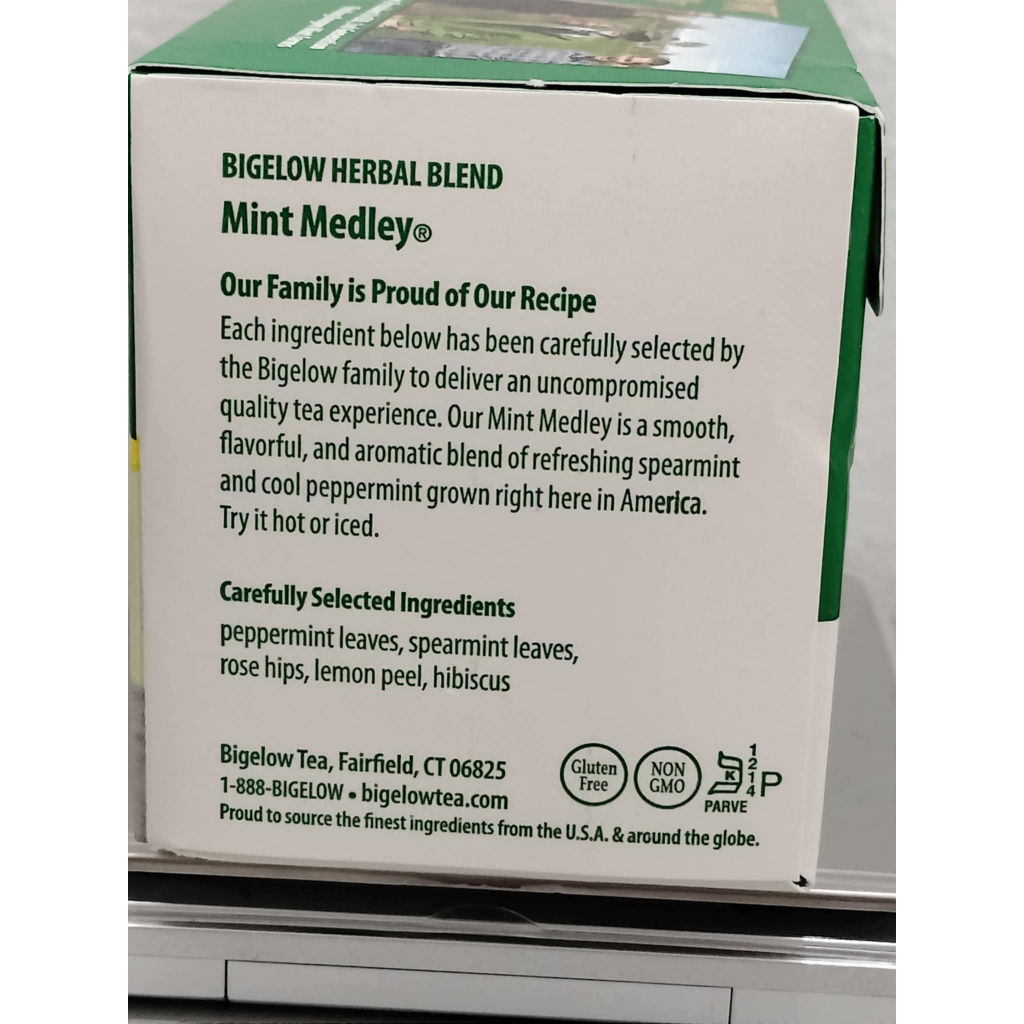 BIGELOW HERBAL BLEND
Mint Medley®
Our Family is Proud of Our Recipe
Each ingredient below has been carefully selected by
the Bigelow family to deliver an uncompromised
quality tea experience. Our Mint Medley is a smooth,
flavorful, and aromatic blend of refreshing spearmint
and cool peppermint grown right here in America.
Try it hot or iced.
Carefully Selected Ingredients
peppermint leaves, spearmint leaves,
rose hips, lemon peel, hibiscus
Bigelow Tea, Fairfield, CT 06825
1-888-BIGELOW • bigelowtea.com
Proud to source the finest ingredients from the U.S.A. & around the globe.
Gluten
Free
NON
GMO
K
1
2
1
4
P
PARVE